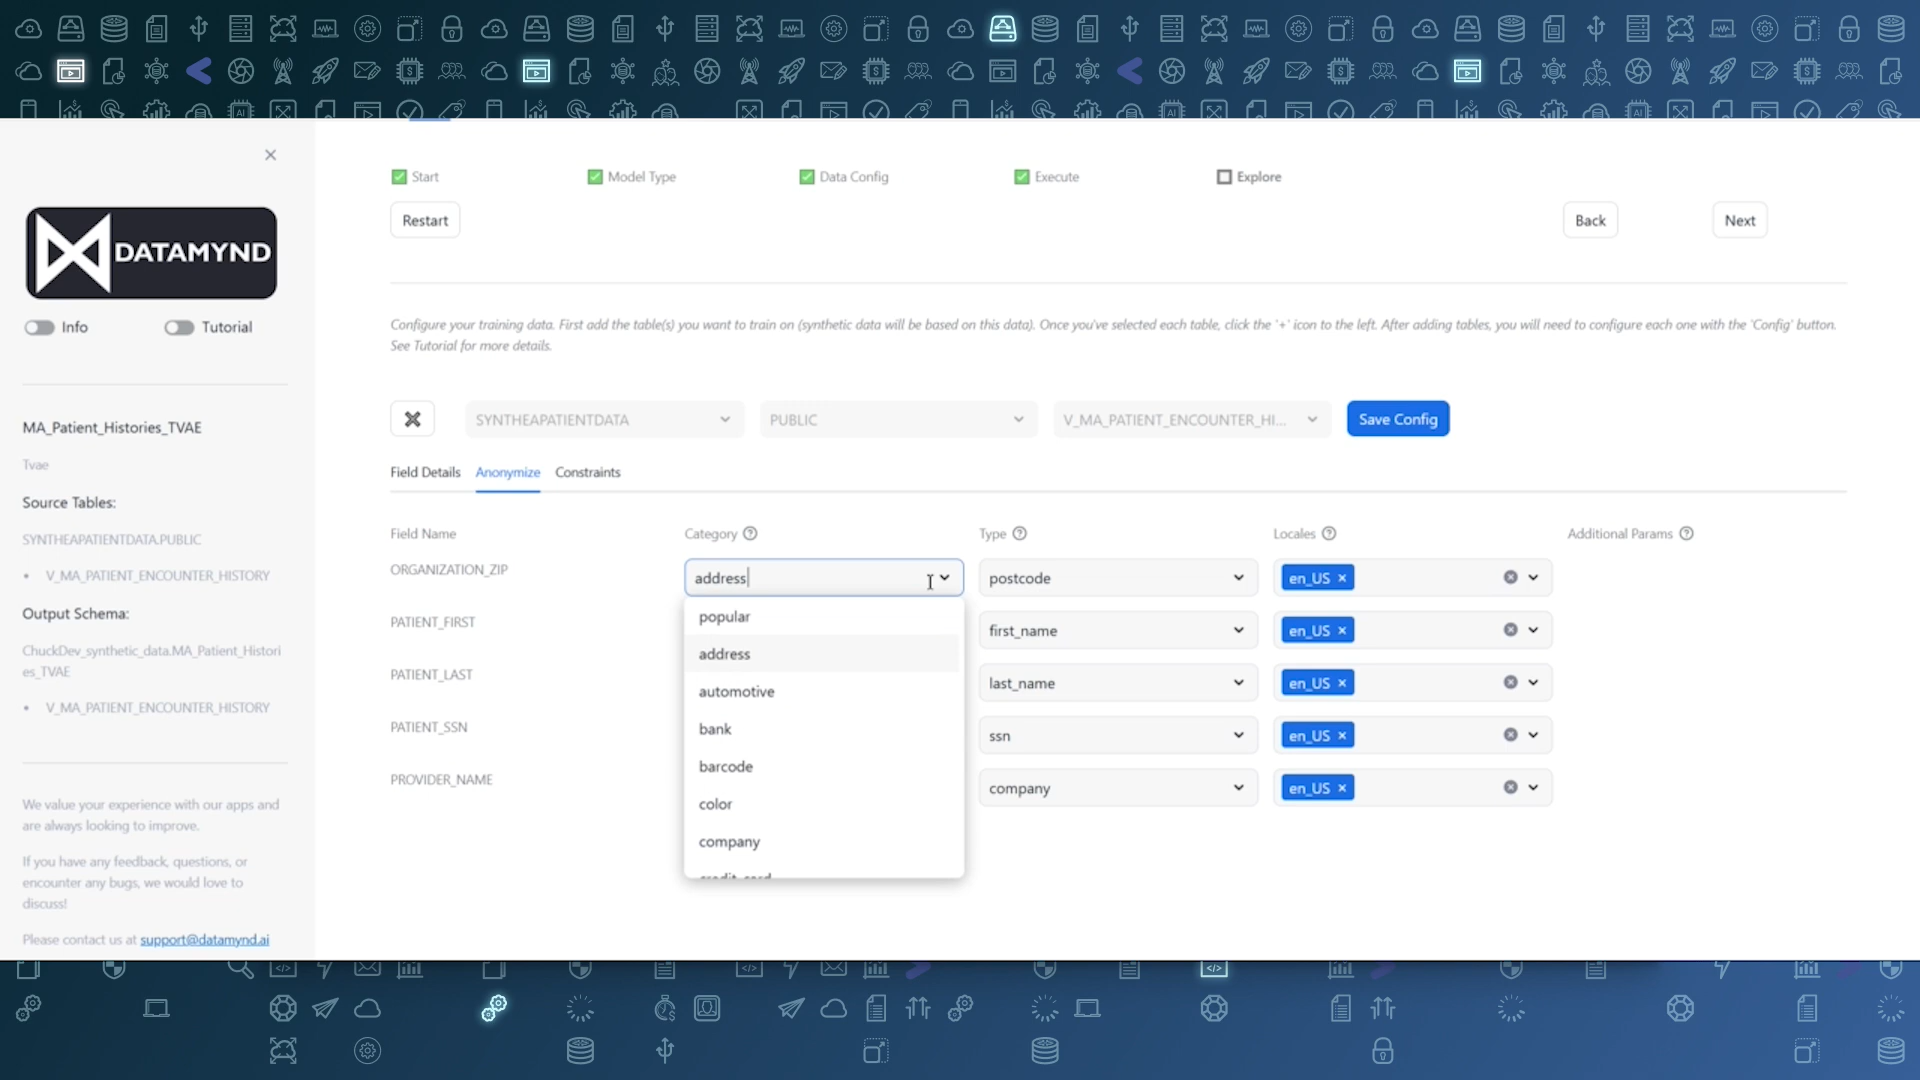 Start
Model Type
Data Config
Execute
Explore
Restart
Back
Next
DATAMYND
Info
Tutorial
Configure your training data. First add the table(s) you want to train on (synthetic data will be based on this data). Once you've selected each table, click the '+' icon to the left. After adding tables, you will need to configure each one with the 'Config' button.
See Tutorial for more details.
SYNTHEAPATIENTDATA
PUBLIC
V_MA_PATIENT_ENCOUNTER_HI...
Save Config
MA_Patient_Histories_TVAE
Tvae
Source Tables:
SYNTHEAPATIENTDATA.PUBLIC
• V_MA_PATIENT_ENCOUNTER_HISTORY
Output Schema:
ChuckDev_synthetic_data.MA_Patient_Histori
es_TVAE
• V_MA_PATIENT_ENCOUNTER_HISTORY
We value your experience with our apps and
are always looking to improve.
If you have any feedback, questions, or
encounter any bugs, we would love to
discuss!
Please contact us at support@datamynd.ai
Field Details
Anonymize
Constraints
Field Name
Category
Type
Locales
Additional Params
ORGANIZATION_ZIP
address
postcode
en_US
PATIENT_FIRST
first_name
en_US
PATIENT_LAST
last_name
en_US
PATIENT_SSN
ssn
en_US
PROVIDER_NAME
company
en_US
popular
address
automotive
bank
barcode
color
company
credit_card